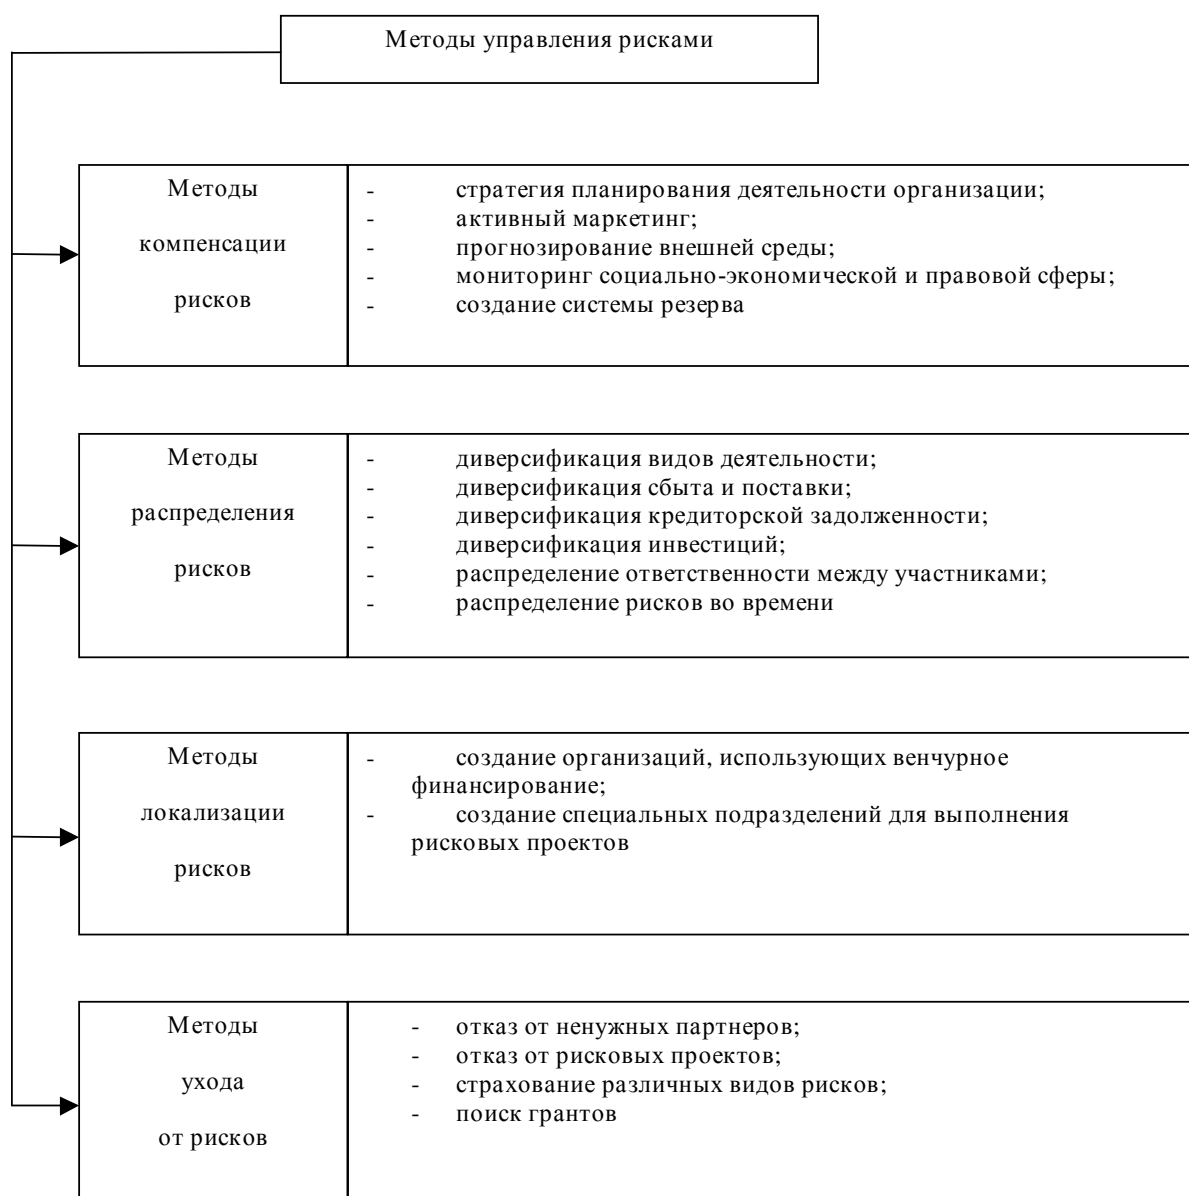 Методы управления рисками
Методы
компенсации
рисков
- стратегия планирования деятельности организации;
- активный маркетинг;
- прогнозирование внешней среды;
- мониторинг социально-экономической и правовой сферы;
- создание системы резерва
Методы
распределения
рисков
- диверсификация видов деятельности;
- диверсификация сбыта и поставки;
- диверсификация кредиторской задолженности;
- диверсификация инвестиций;
- распределение ответственности между участниками;
- распределение рисков во времени
Методы
локализации
рисков
- создание организаций, использующих венчурное
финансирование;
- создание специальных подразделений для выполнения
рисковых проектов
Методы
ухода
от рисков
- отказ от ненужных партнеров;
- отказ от рисковых проектов;
- страхование различных видов рисков;
- поиск грантов